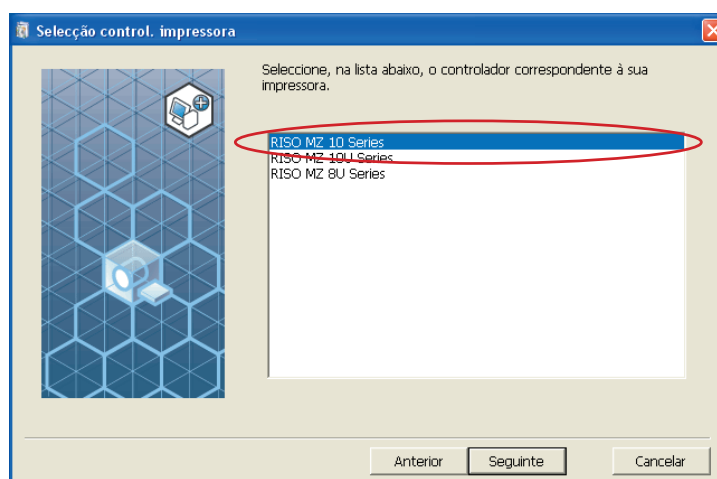 Selecção control. impressora
Seleccione, na lista abaixo, o controlador correspondente à sua
impressora.
RISO MZ 10 Series
RISO MZ 10U Series
RISO MZ 8U Series
Anterior
Seguinte
Cancelar